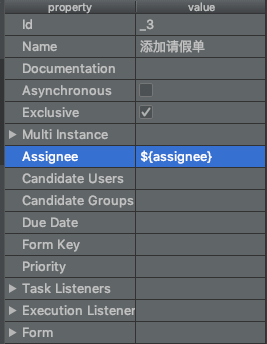 property value
Id _3
Name 添加请假单
Documentation
Asynchronous
Exclusive
Multi Instance
Assignee ${assignee}
Candidate Users
Candidate Groups
Due Date
Form Key
Priority
Task Listeners
Execution Listener
Form